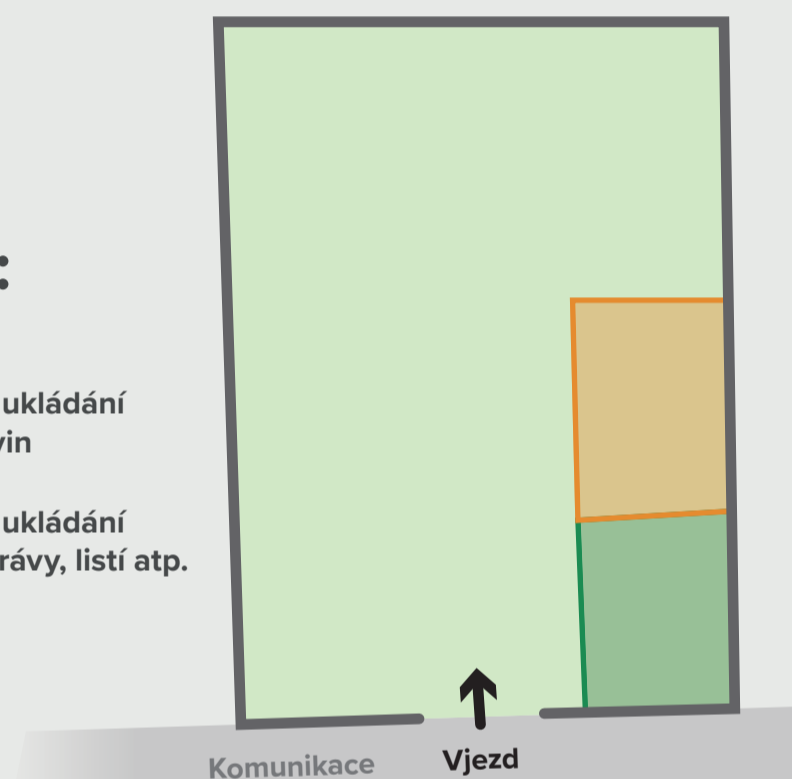 :
ukládání
vin
ukládání
rávy, listí atp.
Komunikace
Vjezd